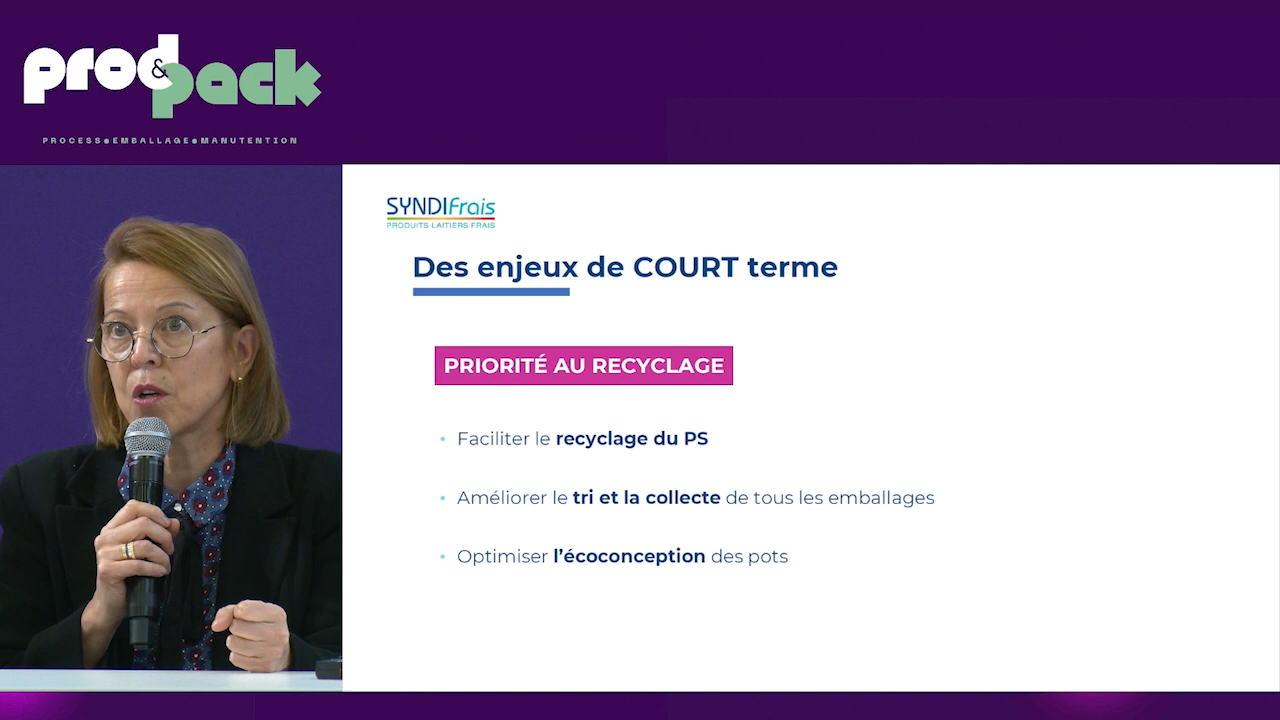 prod&pack
PROCESS•EMBALLAGE•MANUTENTION
SYNDIFrais
PRODUITS LAITIERS FRAIS
Des enjeux de COURT terme
PRIORITÉ AU RECYCLAGE
• Faciliter le recyclage du PS
• Améliorer le tri et la collecte de tous les emballages
• Optimiser l'écoconception des pots